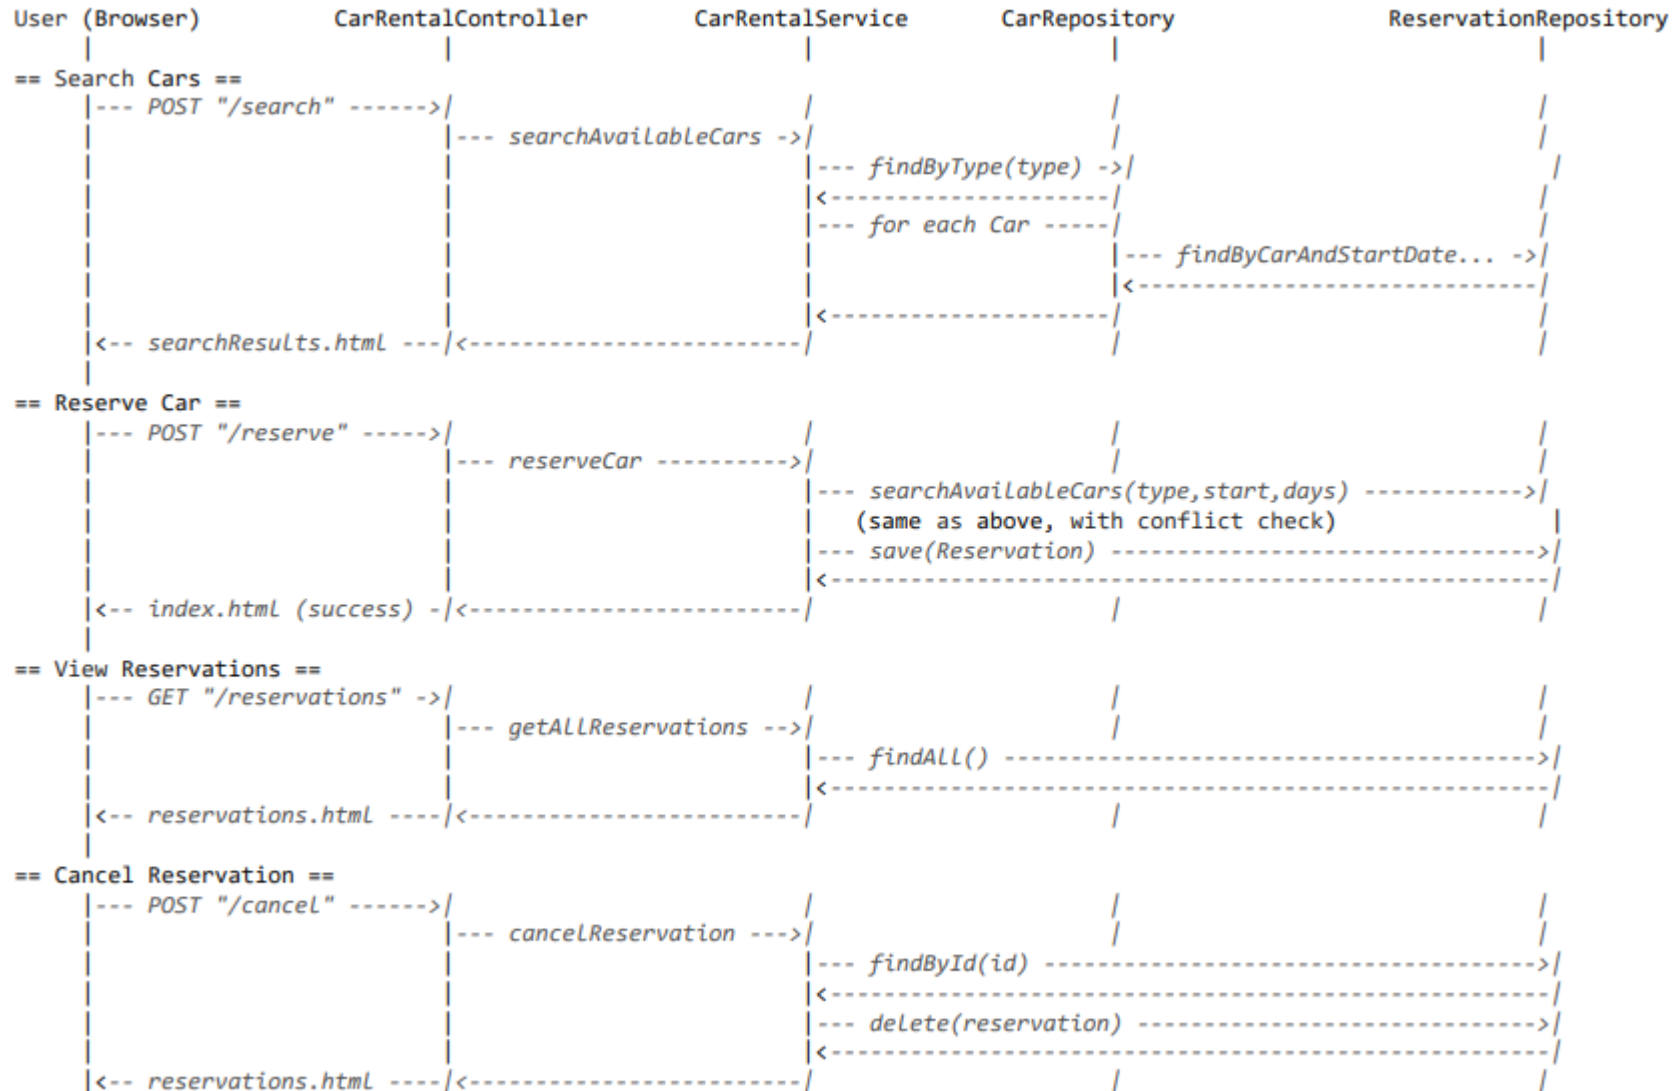 User (Browser) CarRentalController CarRentalService CarRepository ReservationRepository
| | | | |
== Search Cars ==
|--- POST "/search" ------>| | | |
| |--- searchAvailableCars ->| | |
| | |--- findByType(type) ->| |
| | |<---------------------| |
| | |--- for each Car -----| |
| | | |--- findByCarAndStartDate... ->|
| | | |<-------------------------------|
| | |<---------------------| |
|<-- searchResults.html ---|<-------------------------| | |
|
== Reserve Car ==
|--- POST "/reserve" ----->| | | |
| |--- reserveCar ---------->| | |
| | |--- searchAvailableCars(type,start,days) ------------>|
| | | (same as above, with conflict check) |
| | |--- save(Reservation) -------------------------------->|
| | |<------------------------------------------------------|
|<-- index.html (success) -|<-------------------------| | |
|
== View Reservations ==
|--- GET "/reservations" ->| | | |
| |--- getAllReservations -->| | |
| | |--- findAll() ---------------------------------------->|
| | |<------------------------------------------------------|
|<-- reservations.html ----|<-------------------------| | |
|
== Cancel Reservation ==
|--- POST "/cancel" ------>| | | |
| |--- cancelReservation --->| | |
| | |--- findById(id) ------------------------------------->|
| | |<------------------------------------------------------|
| | |--- delete(reservation) ------------------------------>|
| | |<------------------------------------------------------|
|<-- reservations.html ----|<-------------------------| | |